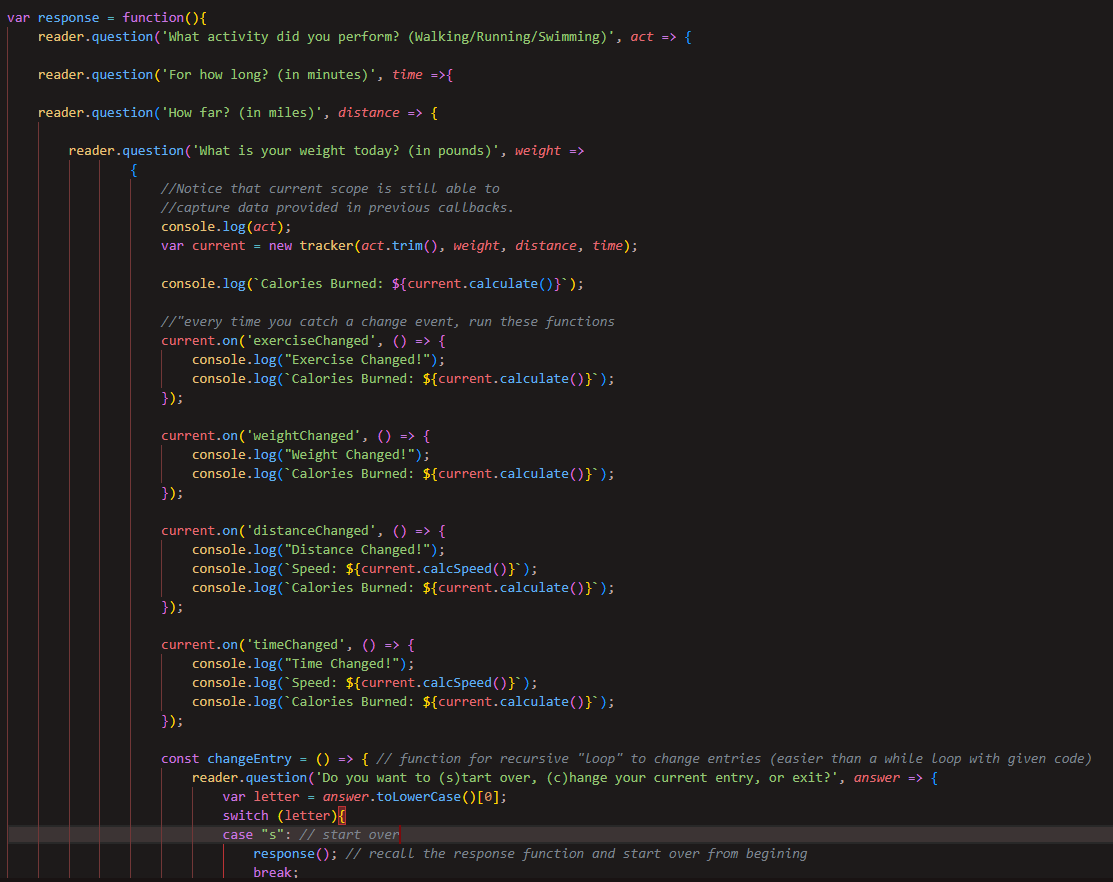 var response = function(){
reader.question('What activity did you perform? (Walking/Running/Swimming)', act => {
reader.question('For how long? (in minutes)', time =>{
reader.question('How far? (in miles)', distance => {
reader.question('What is your weight today? (in pounds)', weight =>
{
//Notice that current scope is still able to
//capture data provided in previous callbacks.
console.log(act);
var current = new tracker(act.trim(), weight, distance, time);
console.log(`Calories Burned: ${current.calculate()}`);
//"every time you catch a change event, run these functions
current.on('exerciseChanged', () => {
console.log("Exercise Changed!");
console.log(`Calories Burned: ${current.calculate()}`);
});
current.on('weightChanged', () => {
console.log("Weight Changed!");
console.log(`Calories Burned: ${current.calculate()}`);
});
current.on('distanceChanged', () => {
console.log("Distance Changed!");
console.log(`Speed: ${current.calcSpeed()}`);
console.log(`Calories Burned: ${current.calculate()}`);
});
current.on('timeChanged', () => {
console.log("Time Changed!");
console.log(`Speed: ${current.calcSpeed()}`);
console.log(`Calories Burned: ${current.calculate()}`);
});
const changeEntry = () => { // function for recursive "loop" to change entries (easier than a while loop with given code)
reader.question('Do you want to (s)tart over, (c)hange your current entry, or exit?', answer => {
var letter = answer.toLowerCase()[0];
switch (letter){
case "s": // start over
response(); // recall the response function and start over from begining
break;